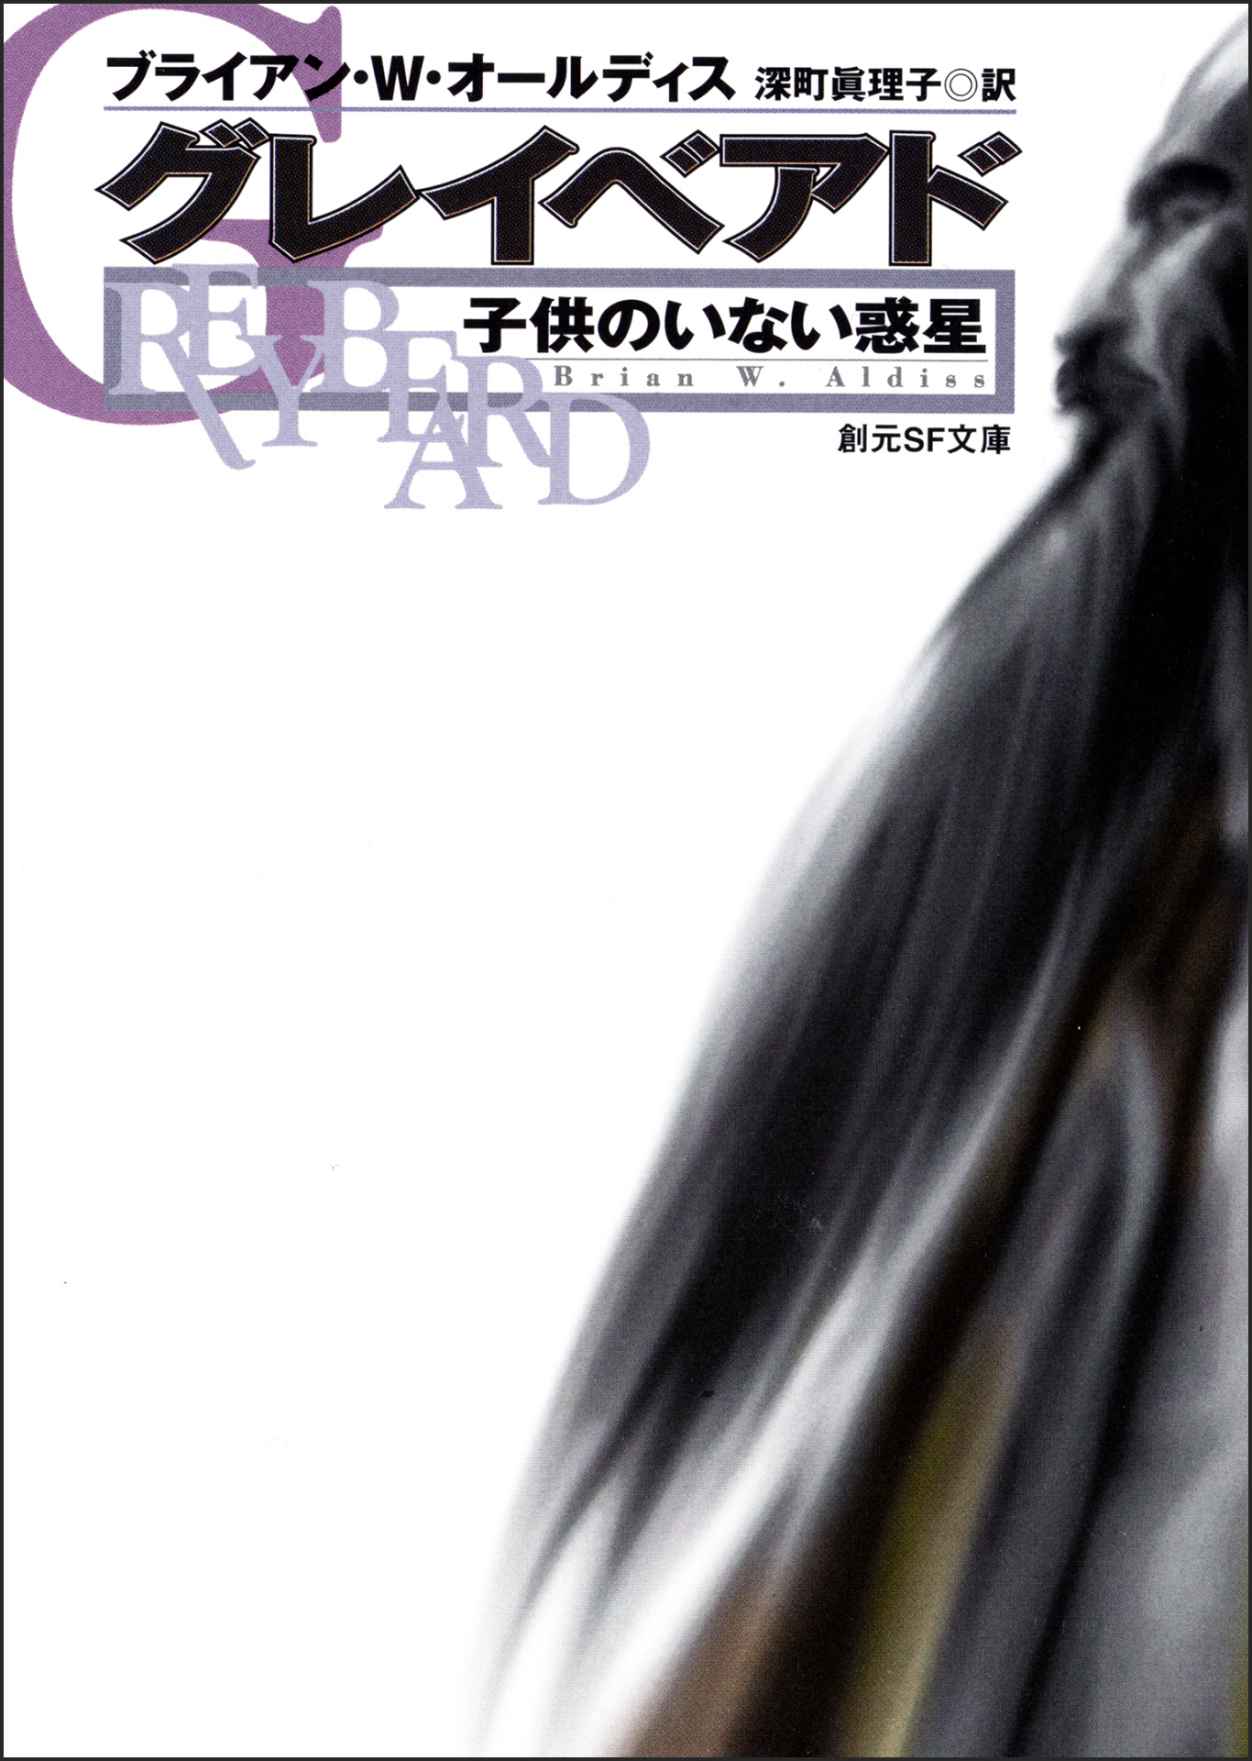 ブライアン・W・オールディス 深町眞理子◎訳
グレイベアド
GREYBEARD
子供のいない惑星
Brian W. Aldiss
創元SF文庫